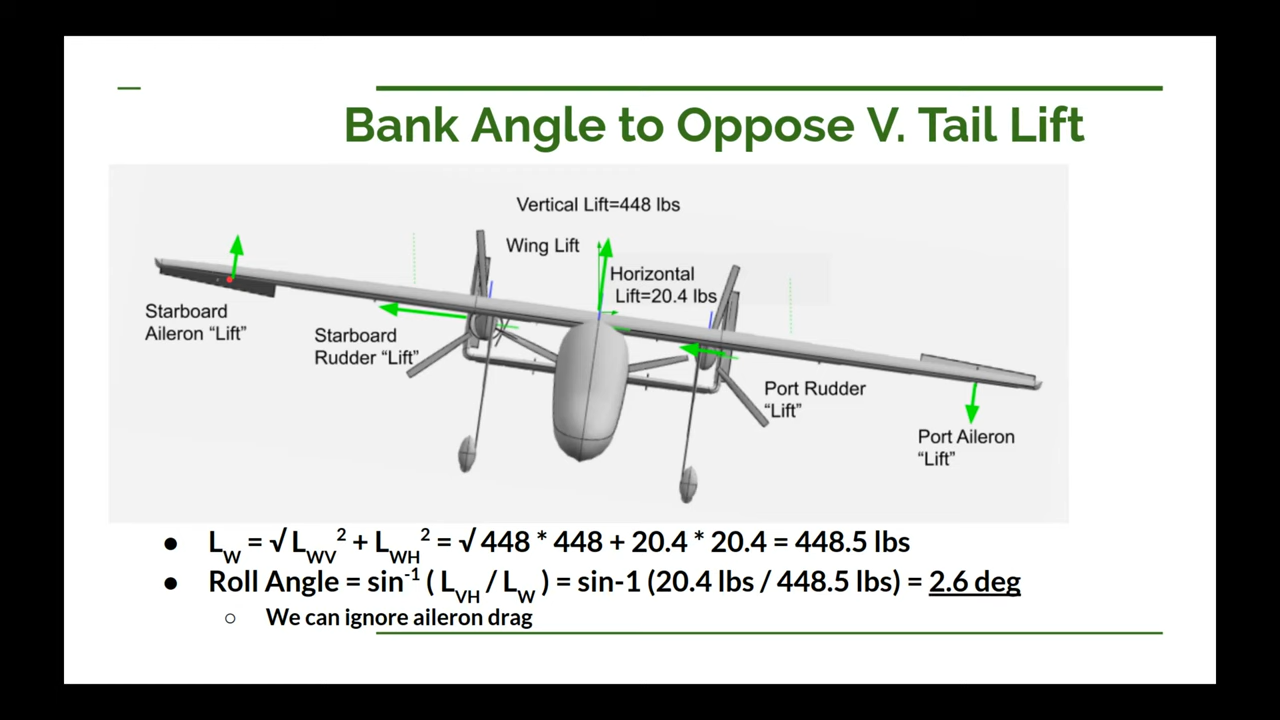 Bank Angle to Oppose V. Tail Lift
Vertical Lift=448 lbs
Wing Lift
Horizontal
Lift=20.4 lbs
Starboard
Aileron “Lift”
Starboard
Rudder “Lift”
Port Rudder
“Lift”
Port Aileron
“Lift”
● L_W = √ L_WV² + L_WH² = √ 448 * 448 + 20.4 * 20.4 = 448.5 lbs
● Roll Angle = sin⁻¹ ( L_VH / L_W ) = sin-1 (20.4 lbs / 448.5 lbs) = 2.6 deg
○ We can ignore aileron drag